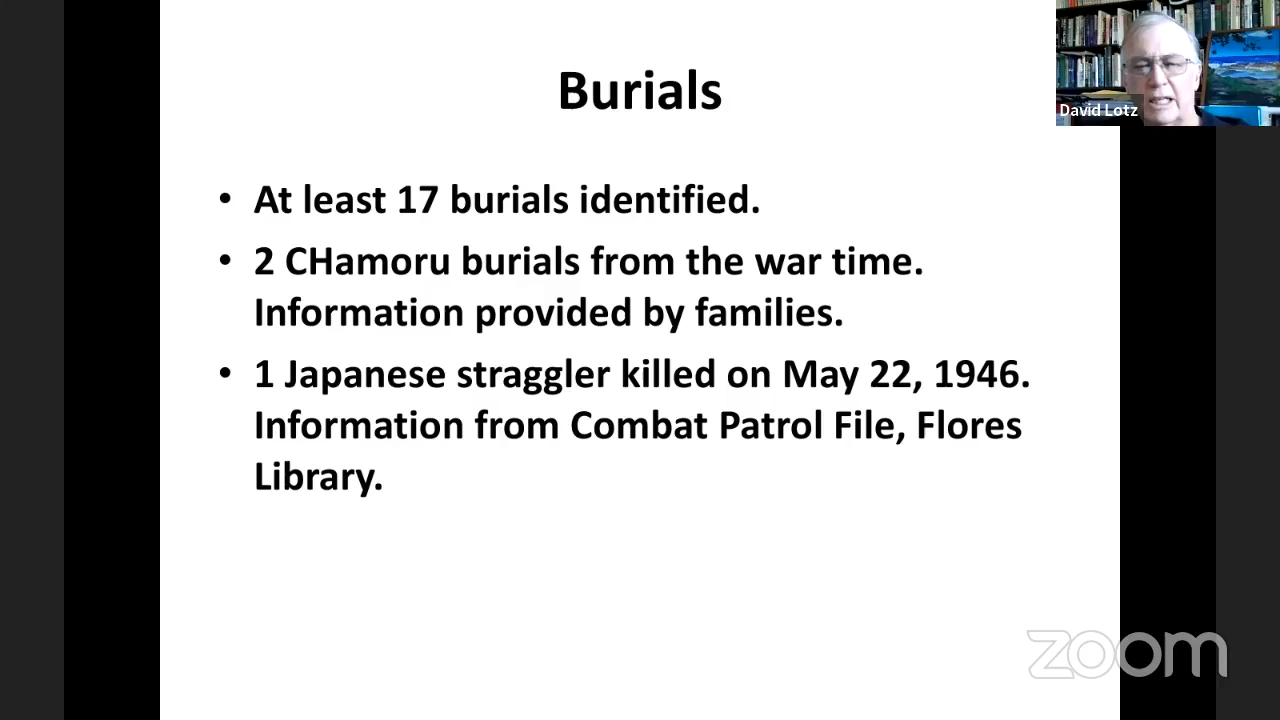 Burials
• At least 17 burials identified.
• 2 CHamoru burials from the war time.
Information provided by families.
• 1 Japanese straggler killed on May 22, 1946.
Information from Combat Patrol File, Flores
Library.
David Lotz
zoom